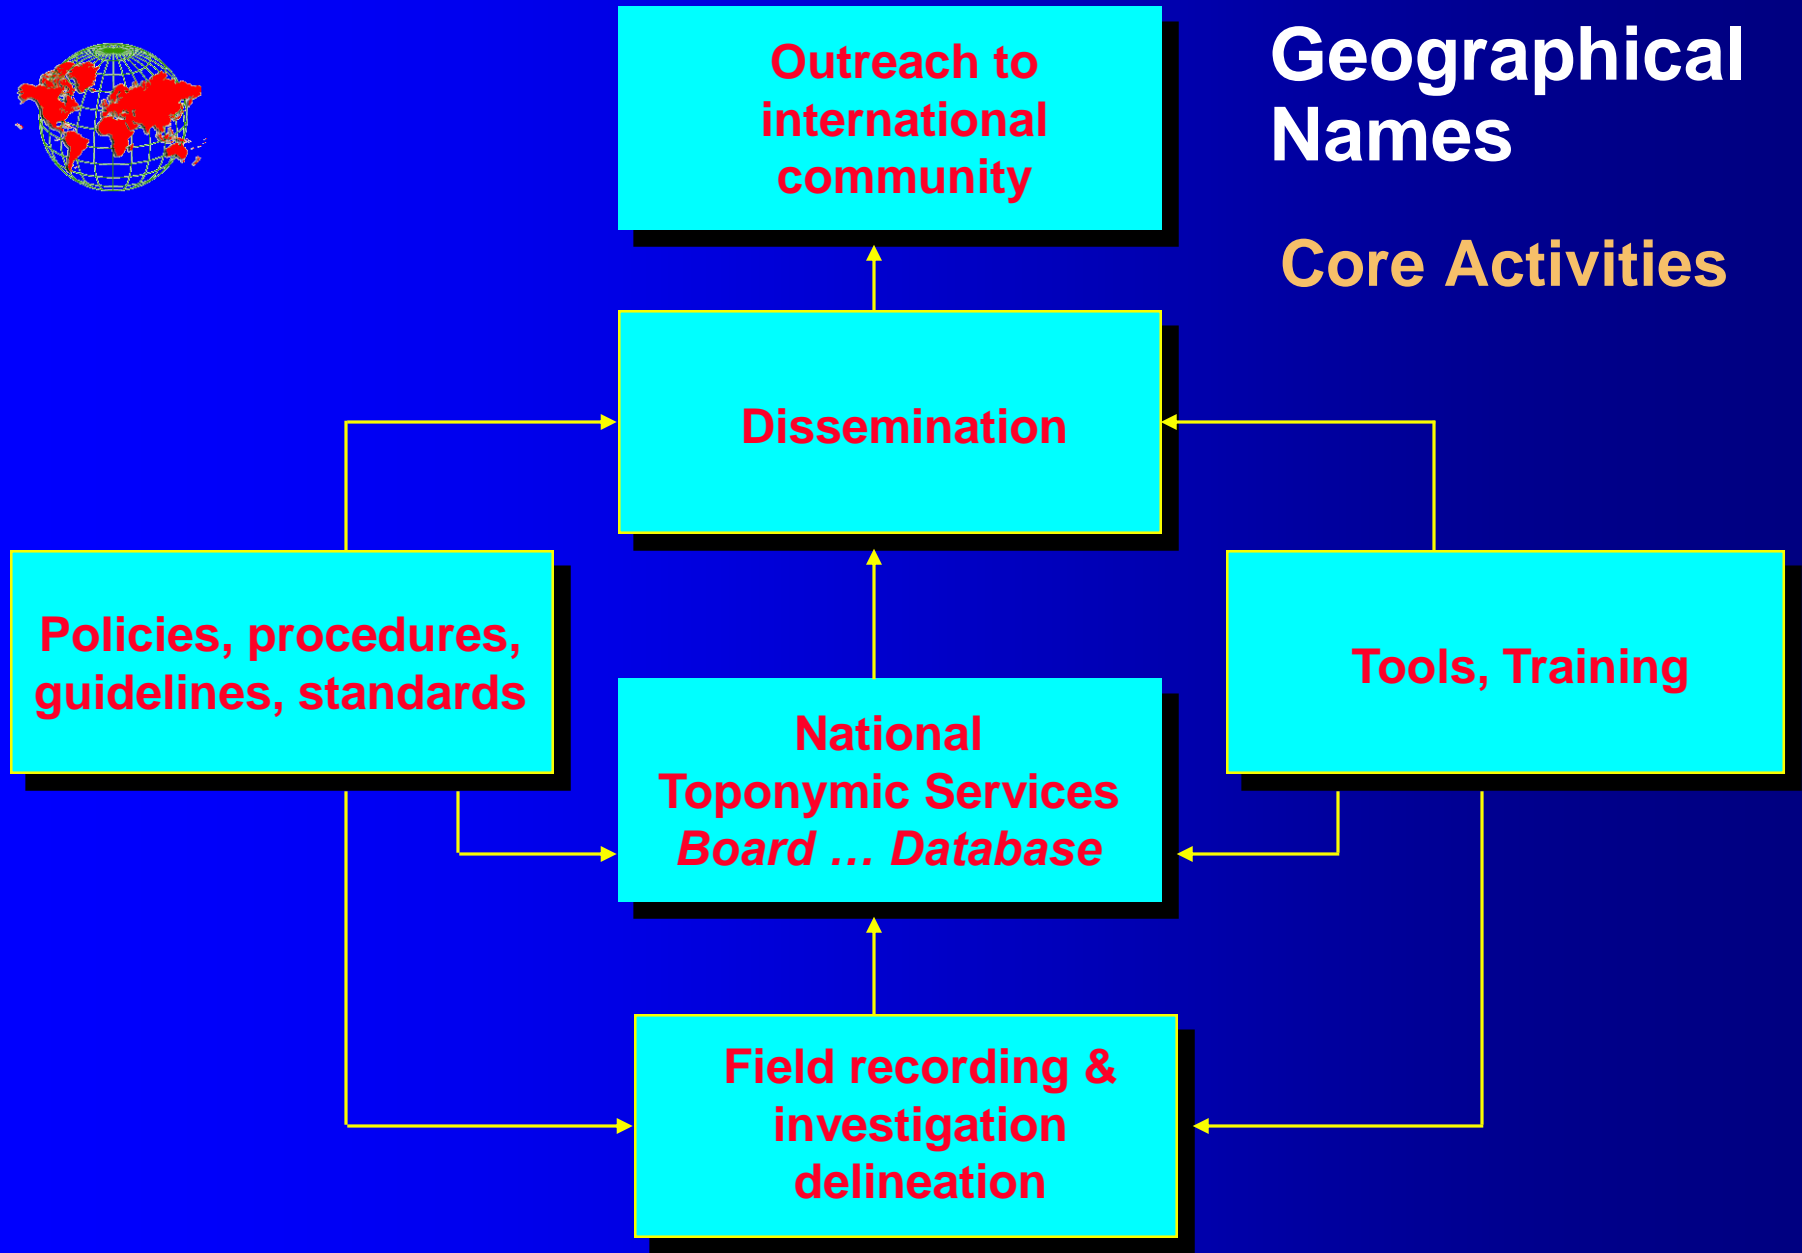 Geographical
Names
Core Activities
Outreach to
international
community
Dissemination
Policies, procedures,
guidelines, standards
Tools, Training
National
Toponymic Services
Board … Database
Field recording &
investigation
delineation